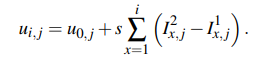 u_{i,j} = u_{0,j} + s \sum_{x=1}^{i} \left( I_{x,j}^{2} - I_{x,j}^{1} \right).